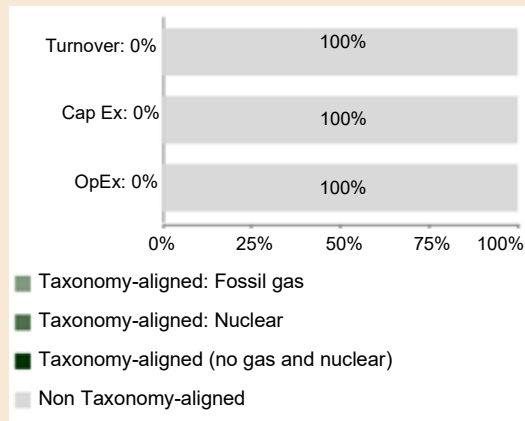 Turnover: 0%
100%
Cap Ex: 0%
100%
OpEx: 0%
100%
0%
25%
50%
75%
100%
Taxonomy-aligned: Fossil gas
Taxonomy-aligned: Nuclear
Taxonomy-aligned (no gas and nuclear)
Non Taxonomy-aligned